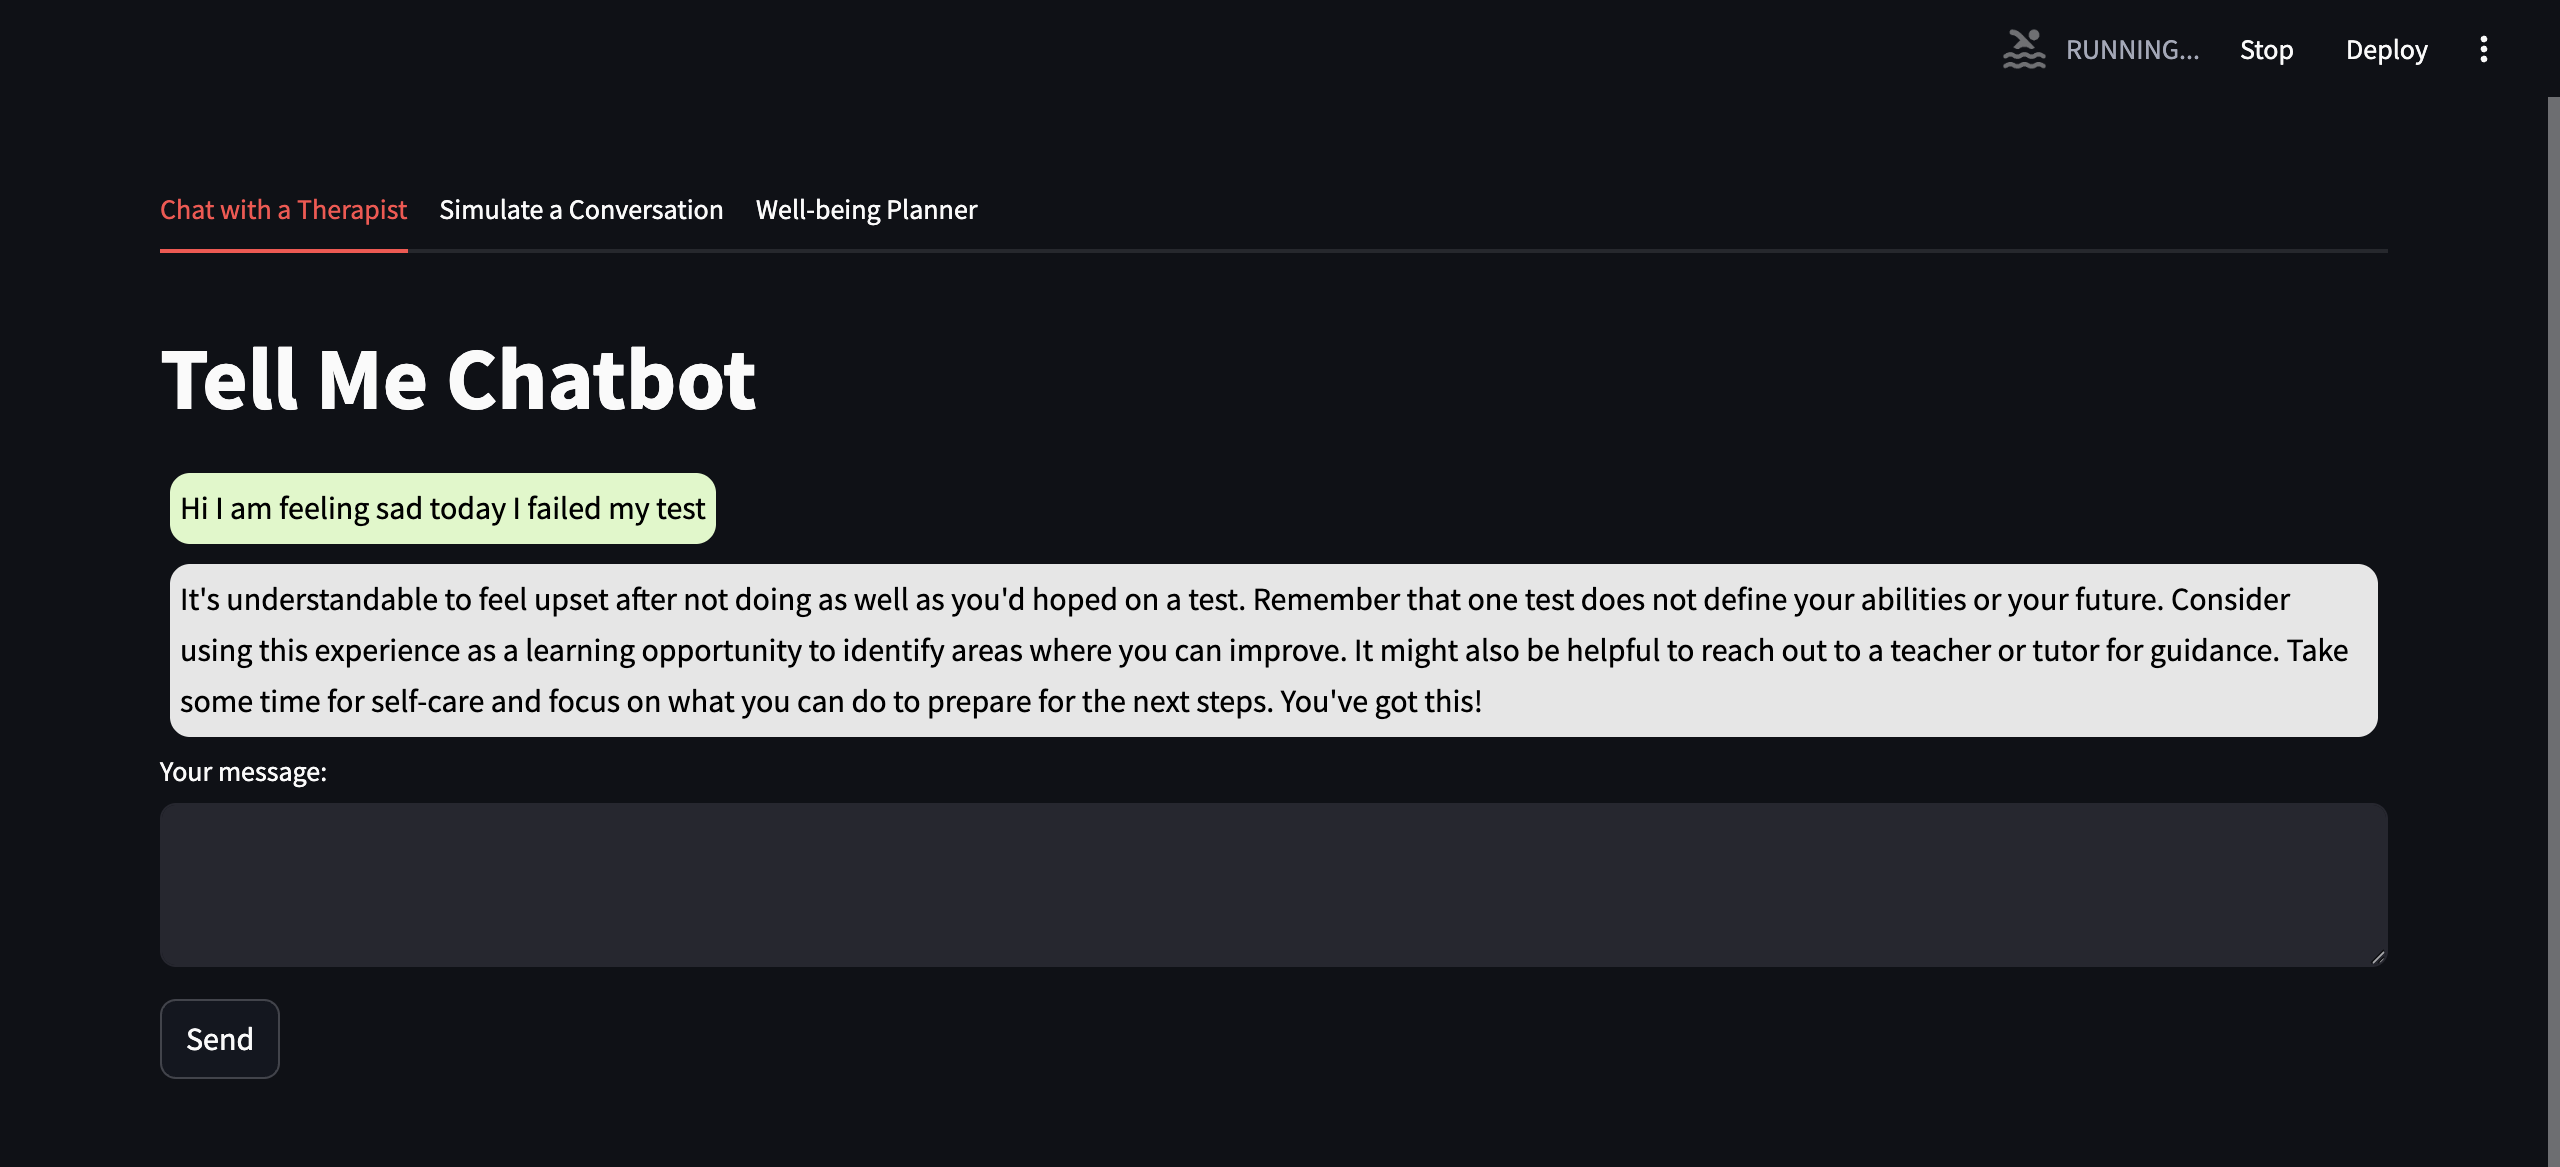 RUNNING... Stop Deploy
Chat with a Therapist Simulate a Conversation Well-being Planner
Tell Me Chatbot
Hi I am feeling sad today I failed my test
It's understandable to feel upset after not doing as well as you'd hoped on a test. Remember that one test does not define your abilities or your future. Consider
using this experience as a learning opportunity to identify areas where you can improve. It might also be helpful to reach out to a teacher or tutor for guidance. Take
some time for self-care and focus on what you can do to prepare for the next steps. You've got this!
Your message:
Send